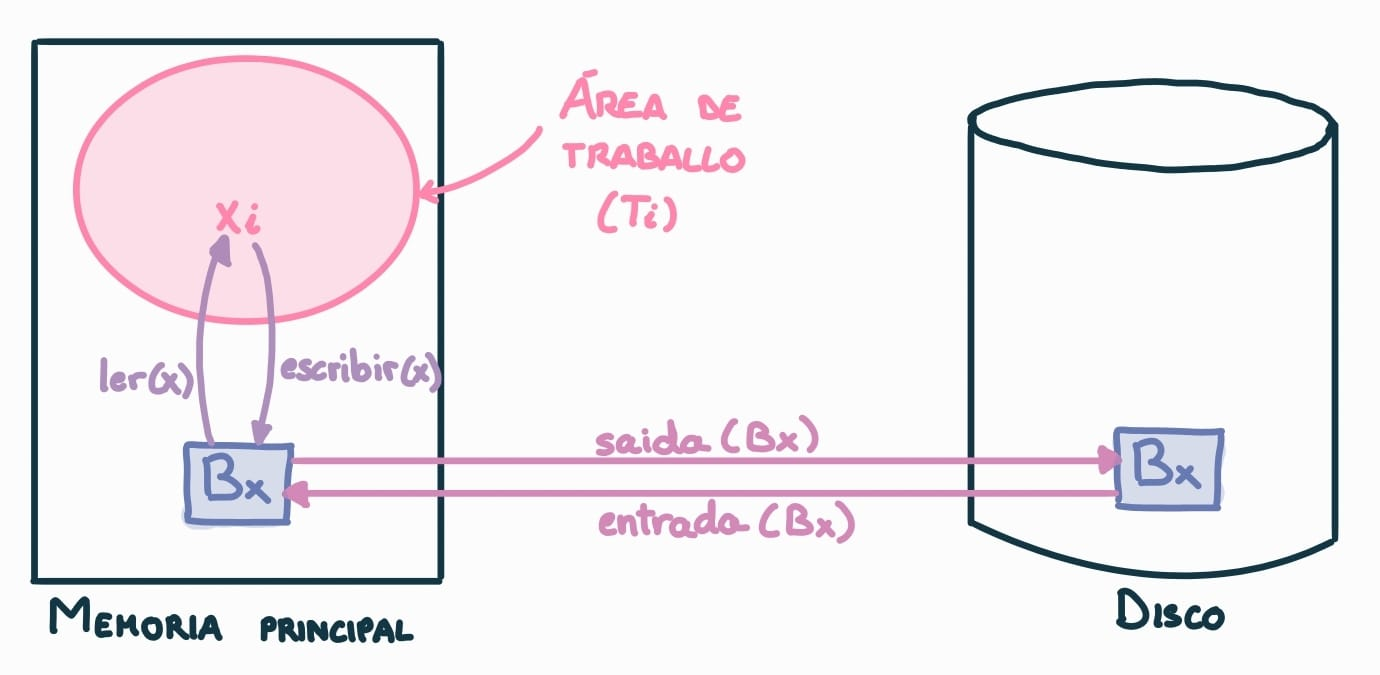 ÁREA DE
TRABALLO
(Ti)
xi
ler(x)
escribir(x)
saida (Bx)
Bx
Bx
entrada (Bx)
MEMORIA PRINCIPAL
DISCO